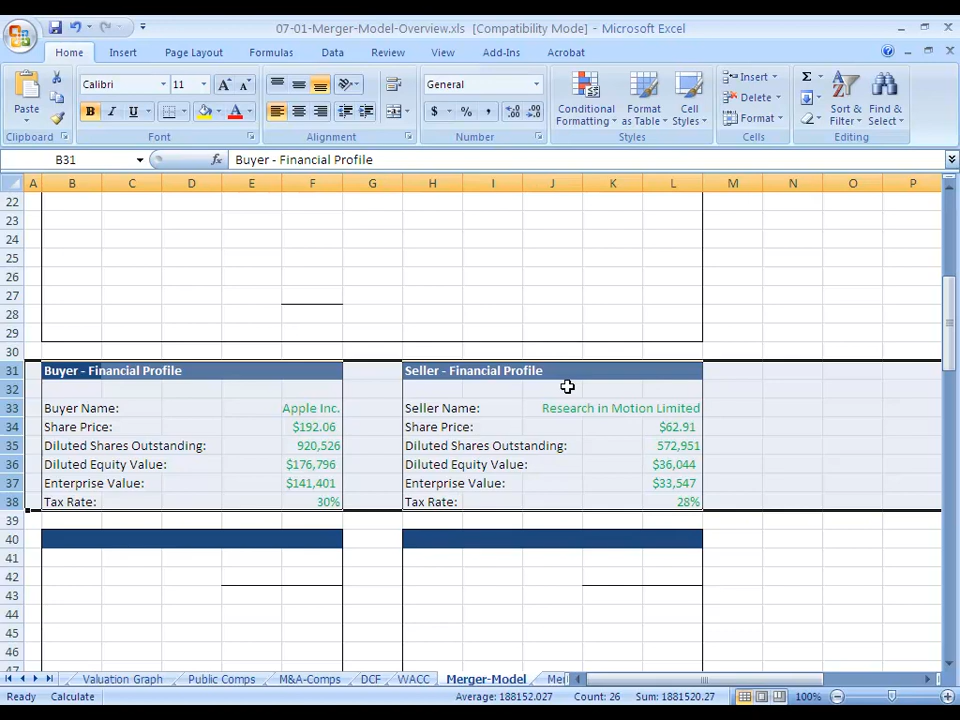 07-01-Merger-Model-Overview.xls [Compatibility Mode] - Microsoft Excel
Home Insert Page Layout Formulas Data Review View Add-Ins Acrobat
Calibri 11 General
Paste Conditional Formatting Format as Table Cell Styles Insert Delete Format Sort & Filter Find & Select
Clipboard Font Alignment Number Styles Cells Editing
B31 Buyer - Financial Profile
A B C D E F G H I J K L M N O P
22
23
24
25
26
27
28
29
30
31 Buyer - Financial Profile Seller - Financial Profile
32
33 Buyer Name: Apple Inc. Seller Name: Research in Motion Limited
34 Share Price: $192.06 Share Price: $62.91
35 Diluted Shares Outstanding: 920,526 Diluted Shares Outstanding: 572,951
36 Diluted Equity Value: $176,796 Diluted Equity Value: $36,044
37 Enterprise Value: $141,401 Enterprise Value: $33,547
38 Tax Rate: 30% Tax Rate: 28%
39
40
41
42
43
44
45
46
47
Valuation Graph Public Comps M&A-Comps DCF WACC Merger-Model Mer
Ready Calculate Average: 188152.027 Count: 26 Sum: 1881520.27 100%